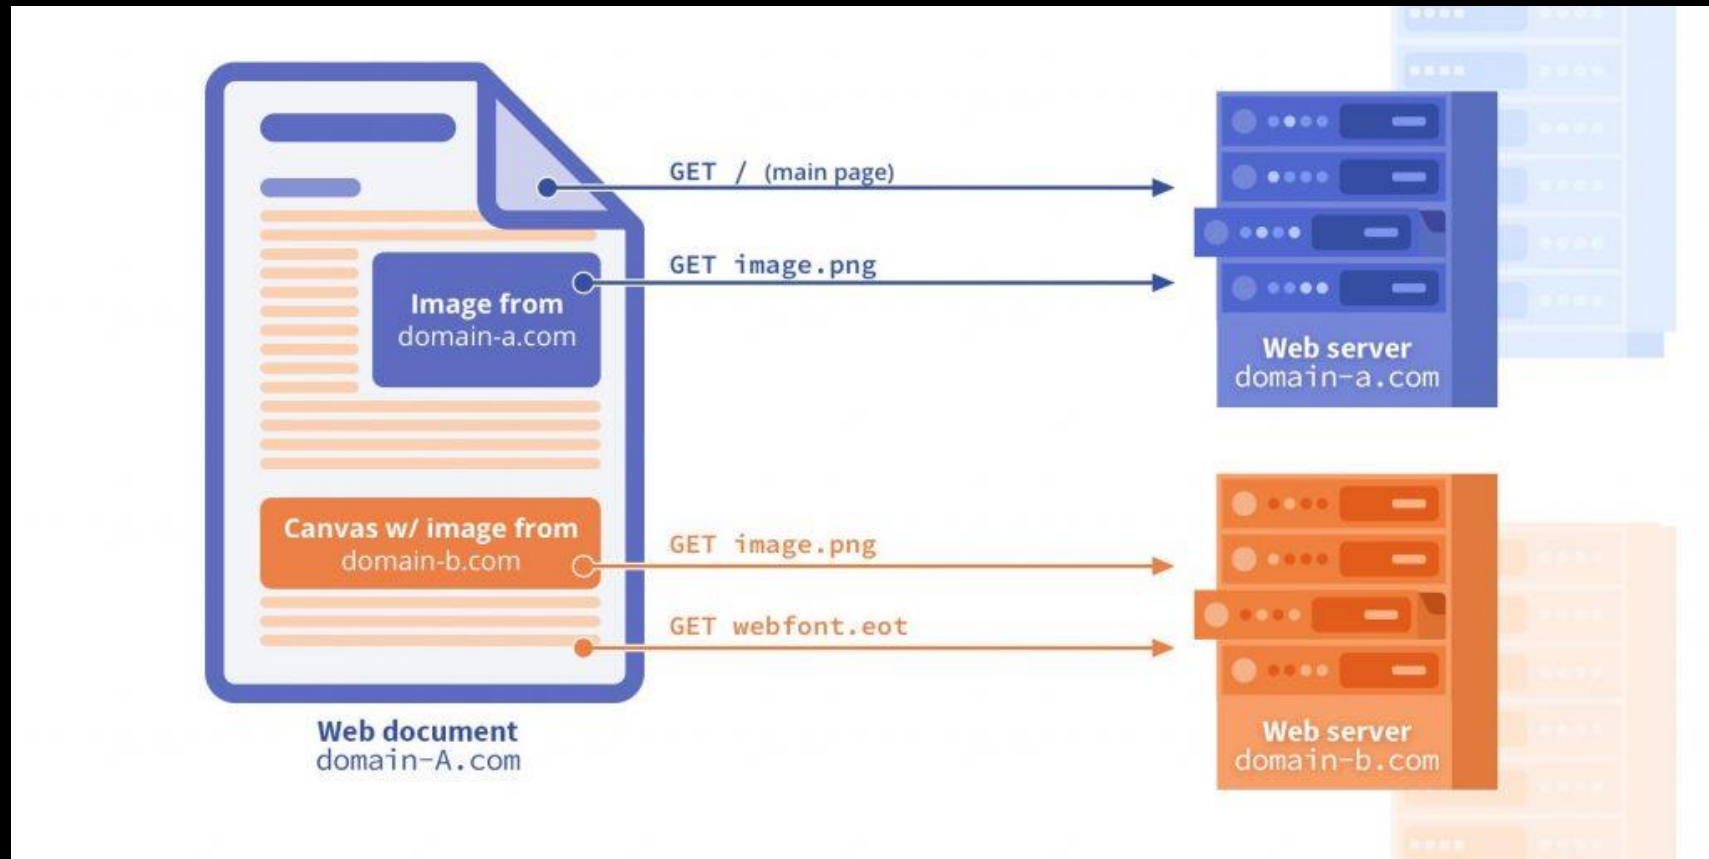 GET / (main page)
GET image.png
Image from
domain-a.com
Web server
domain-a.com
Canvas w/ image from
domain-b.com
GET image.png
GET webfont.eot
Web document
domain-A.com
Web server
domain-b.com